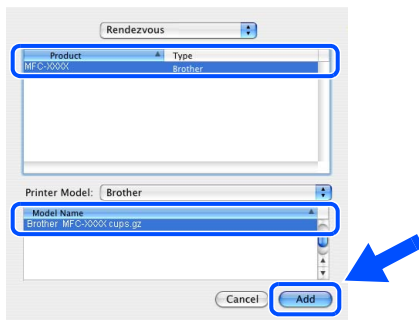 Rendezvous
Product Type
MFC-XXXX Brother
Printer Model: Brother
Model Name
Brother MFC-XXXX cups.gz
Cancel Add